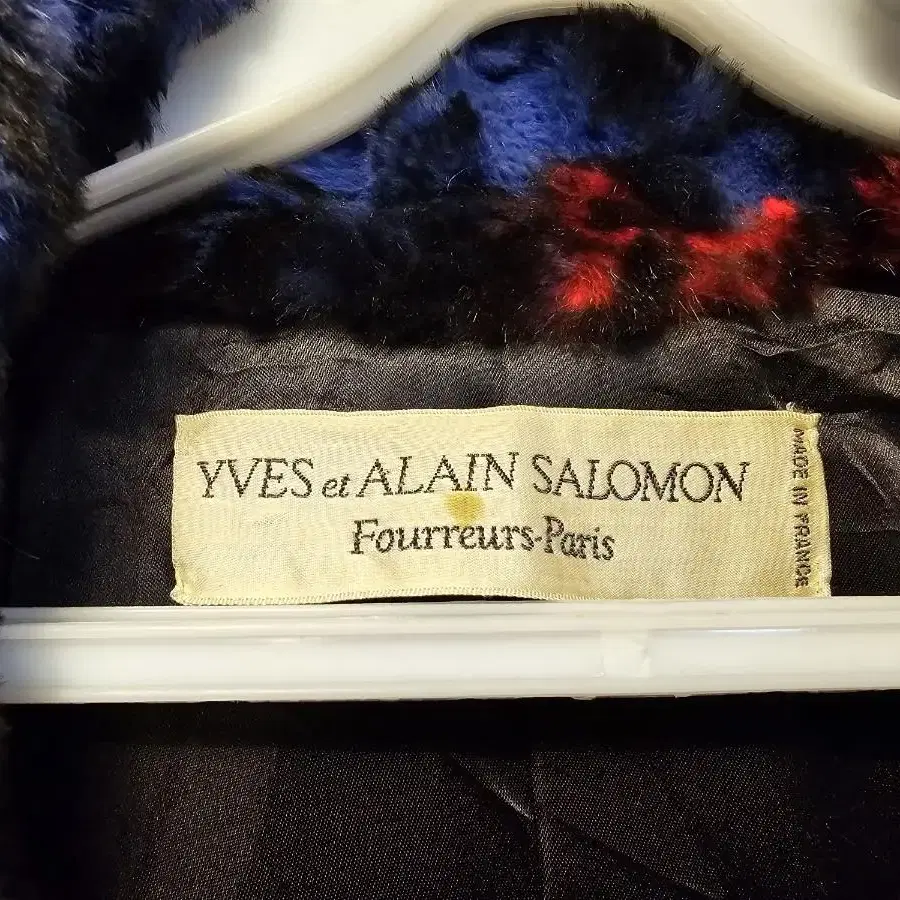 YVES et ALAIN SALOMON
Fourreurs-Paris
MADE IN FRANCE